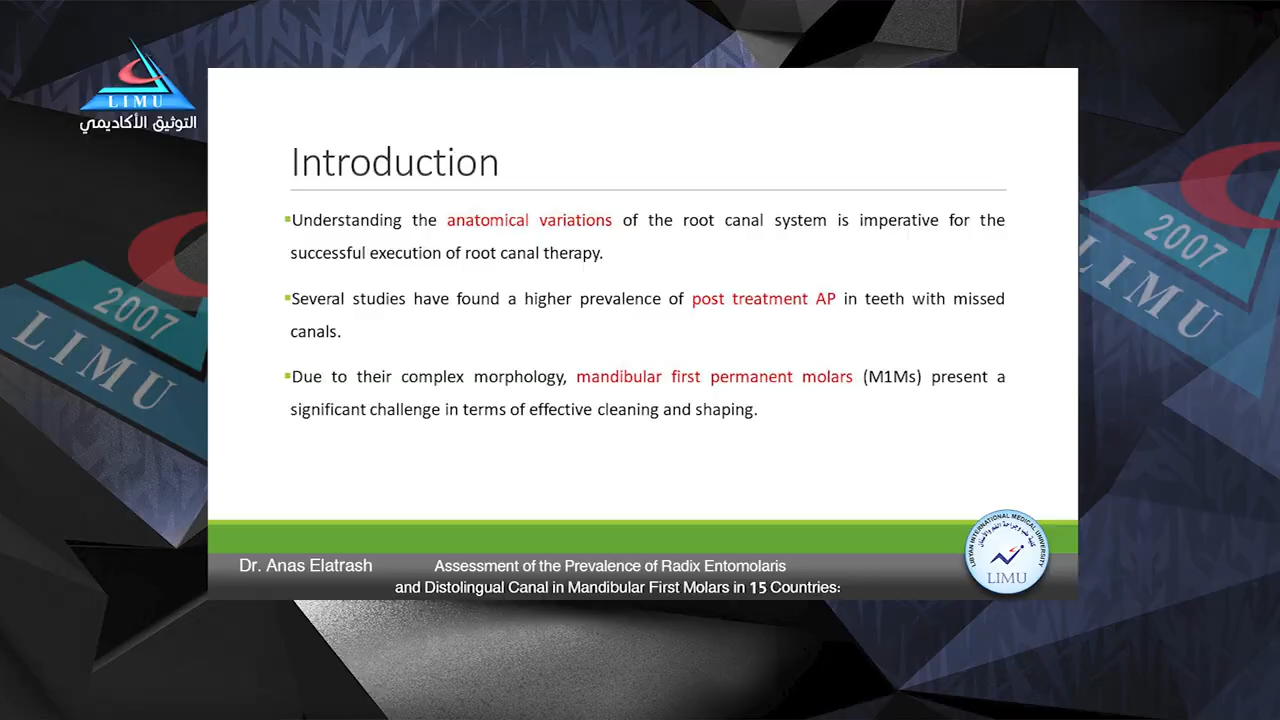 LIMU
التوثيق الأكاديمي
Introduction
Understanding the anatomical variations of the root canal system is imperative for the
successful execution of root canal therapy.
Several studies have found a higher prevalence of post treatment AP in teeth with missed
canals.
Due to their complex morphology, mandibular first permanent molars (M1Ms) present a
significant challenge in terms of effective cleaning and shaping.
2007
LIMU
2007
LIMU
Dr. Anas Elatrash
Assessment of the Prevalence of Radix Entomolaris
and Distolingual Canal in Mandibular First Molars in 15 Countries:
LIBYAN INTERNATIONAL MEDICAL UNIVERSITY
LIMU